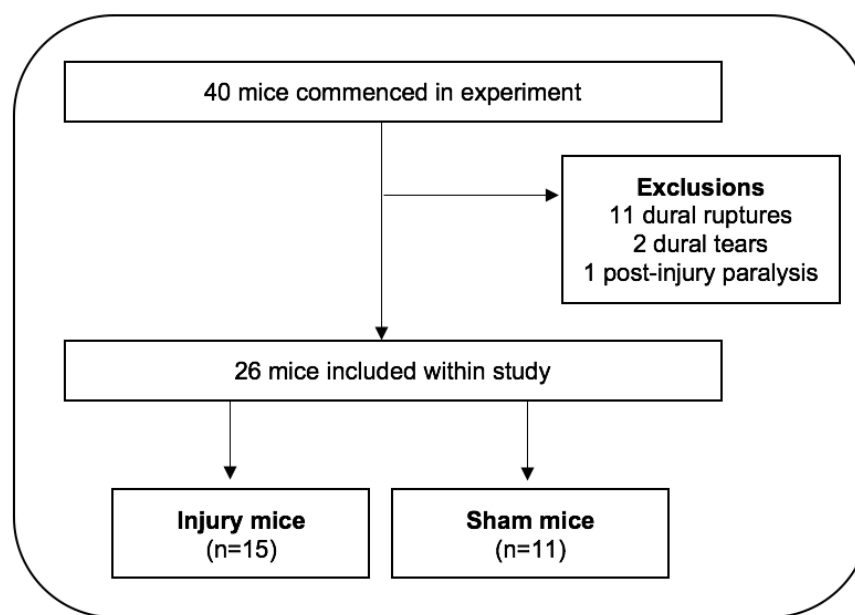 40 mice commenced in experiment
Exclusions
11 dural ruptures
2 dural tears
1 post-injury paralysis
26 mice included within study
Injury mice
(n=15)
Sham mice
(n=11)